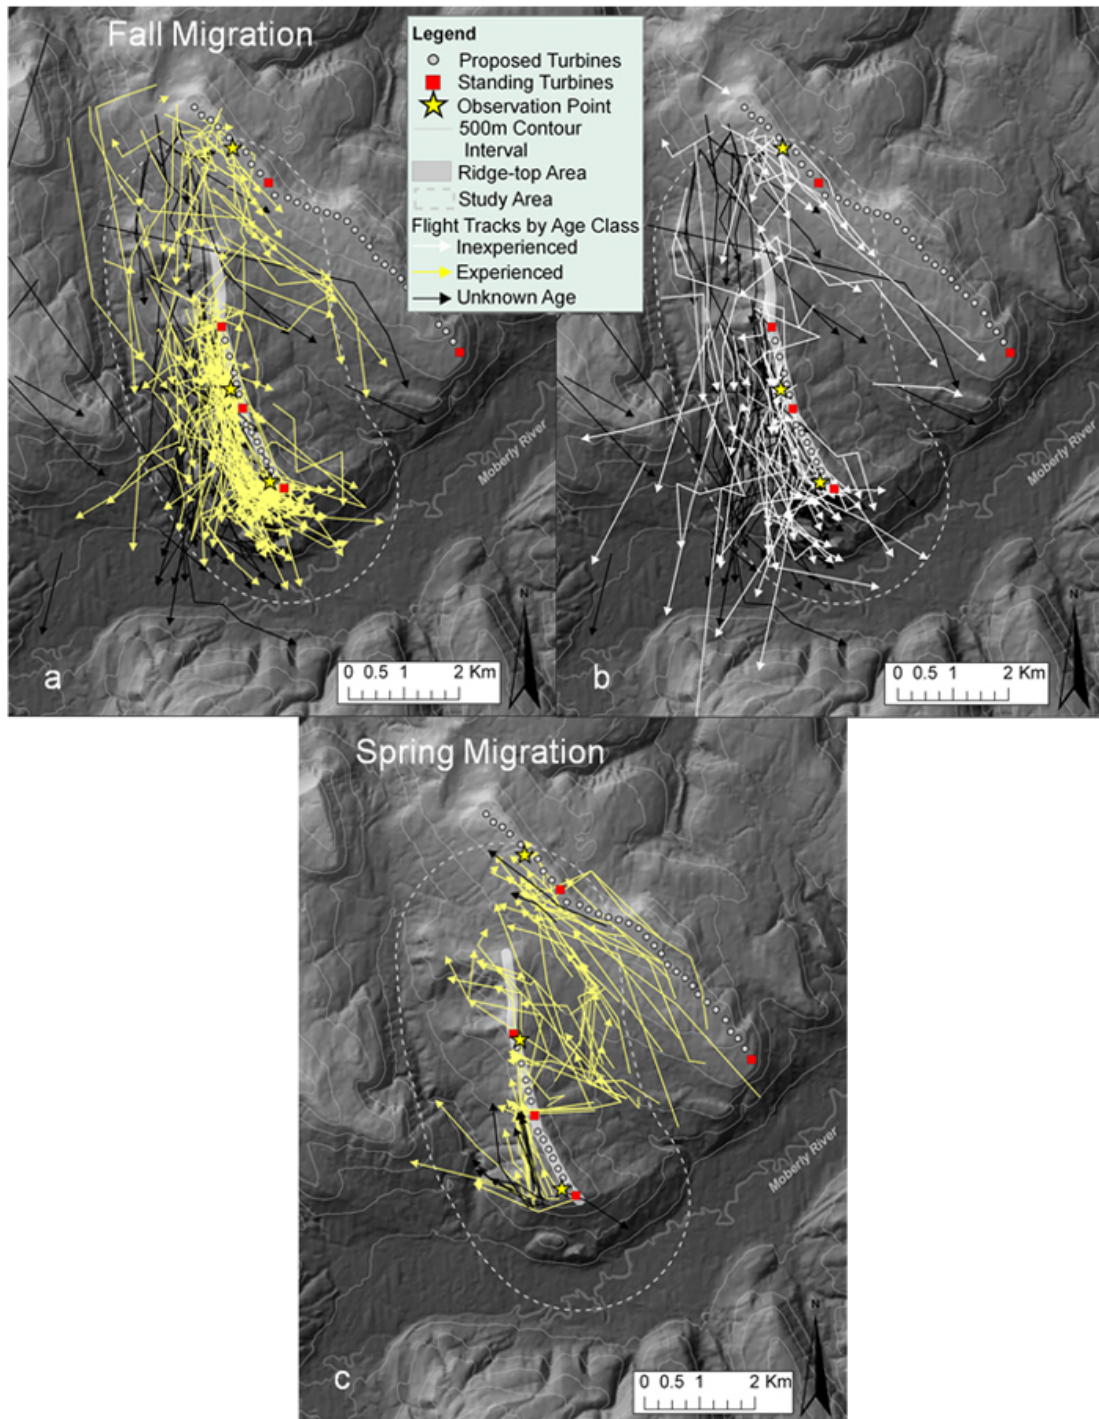 Fall Migration
Legend
Proposed Turbines
Standing Turbines
Observation Point
500m Contour
Interval
Ridge-top Area
Study Area
Flight Tracks by Age Class
Inexperienced
Experienced
Unknown Age
Moberly River
Moberly River
N
N
a
0 0.5 1 2 Km
b
0 0.5 1 2 Km
Spring Migration
Moberly River
N
c
0 0.5 1 2 Km